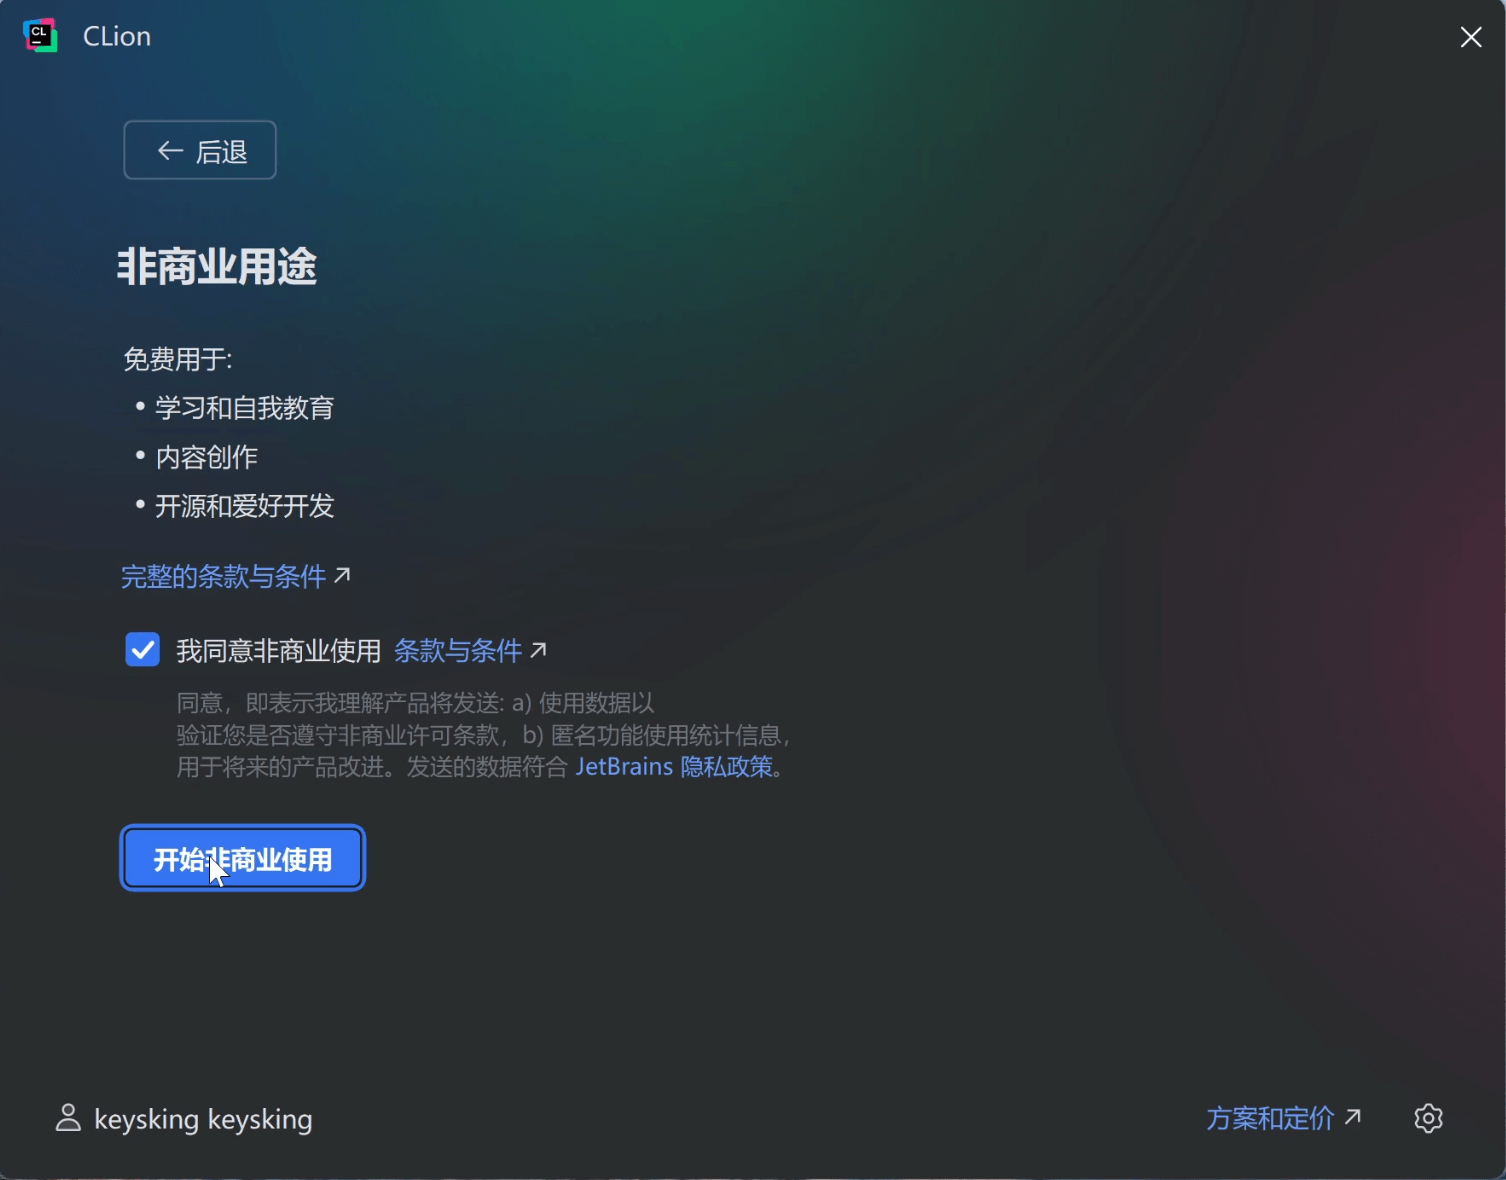 CL
CLion
← 后退
非商业用途
免费用于:
• 学习和自我教育
• 内容创作
• 开源和爱好开发
完整的条款与条件 ↗
我同意非商业使用 条款与条件 ↗
同意，即表示我理解产品将发送: a) 使用数据以
验证您是否遵守非商业许可条款，b) 匿名功能使用统计信息，
用于将来的产品改进。发送的数据符合 JetBrains 隐私政策。
开始非商业使用
keysking keysking
方案和定价 ↗